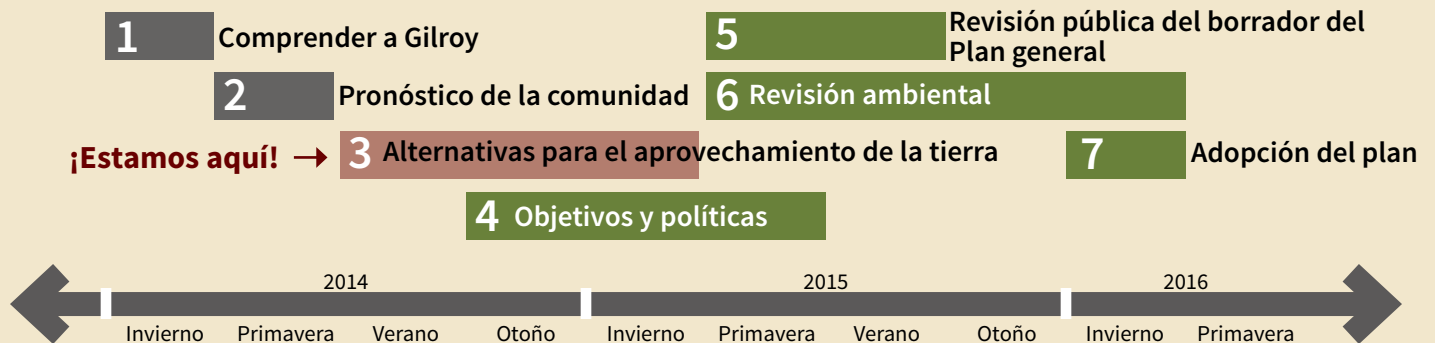 1 Comprender a Gilroy
2 Pronóstico de la comunidad
¡Estamos aquí! → 3 Alternativas para el aprovechamiento de la tierra
4 Objetivos y políticas
5 Revisión pública del borrador del
Plan general
6 Revisión ambiental
7 Adopción del plan
2014 2015 2016
Invierno Primavera Verano Otoño Invierno Primavera Verano Otoño Invierno Primavera